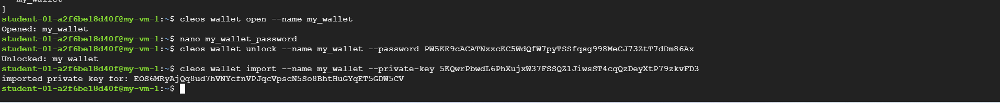 my_wallet
]
student-01-a2f6be18d40f@my-vm-1:~$ cleos wallet open --name my_wallet
Opened: my_wallet
student-01-a2f6be18d40f@my-vm-1:~$ nano my_wallet_password
student-01-a2f6be18d40f@my-vm-1:~$ cleos wallet unlock --name my_wallet --password PW5KE9cACATNxxcKC5WdQfW7pyTSSfqsg998MeCJ73ZtT7dDm86Ax
Unlocked: my_wallet
student-01-a2f6be18d40f@my-vm-1:~$ cleos wallet import --name my_wallet --private-key 5KQwrPbwdL6PhXujxW37FSSQZ1JiwsST4cqQzDeyXtP79zkvFD3
imported private key for: EOS6MRyAjQq8ud7hVNYcfnVPJqcVpscN5So8BhtHuGYqET5GDW5CV
student-01-a2f6be18d40f@my-vm-1:~$